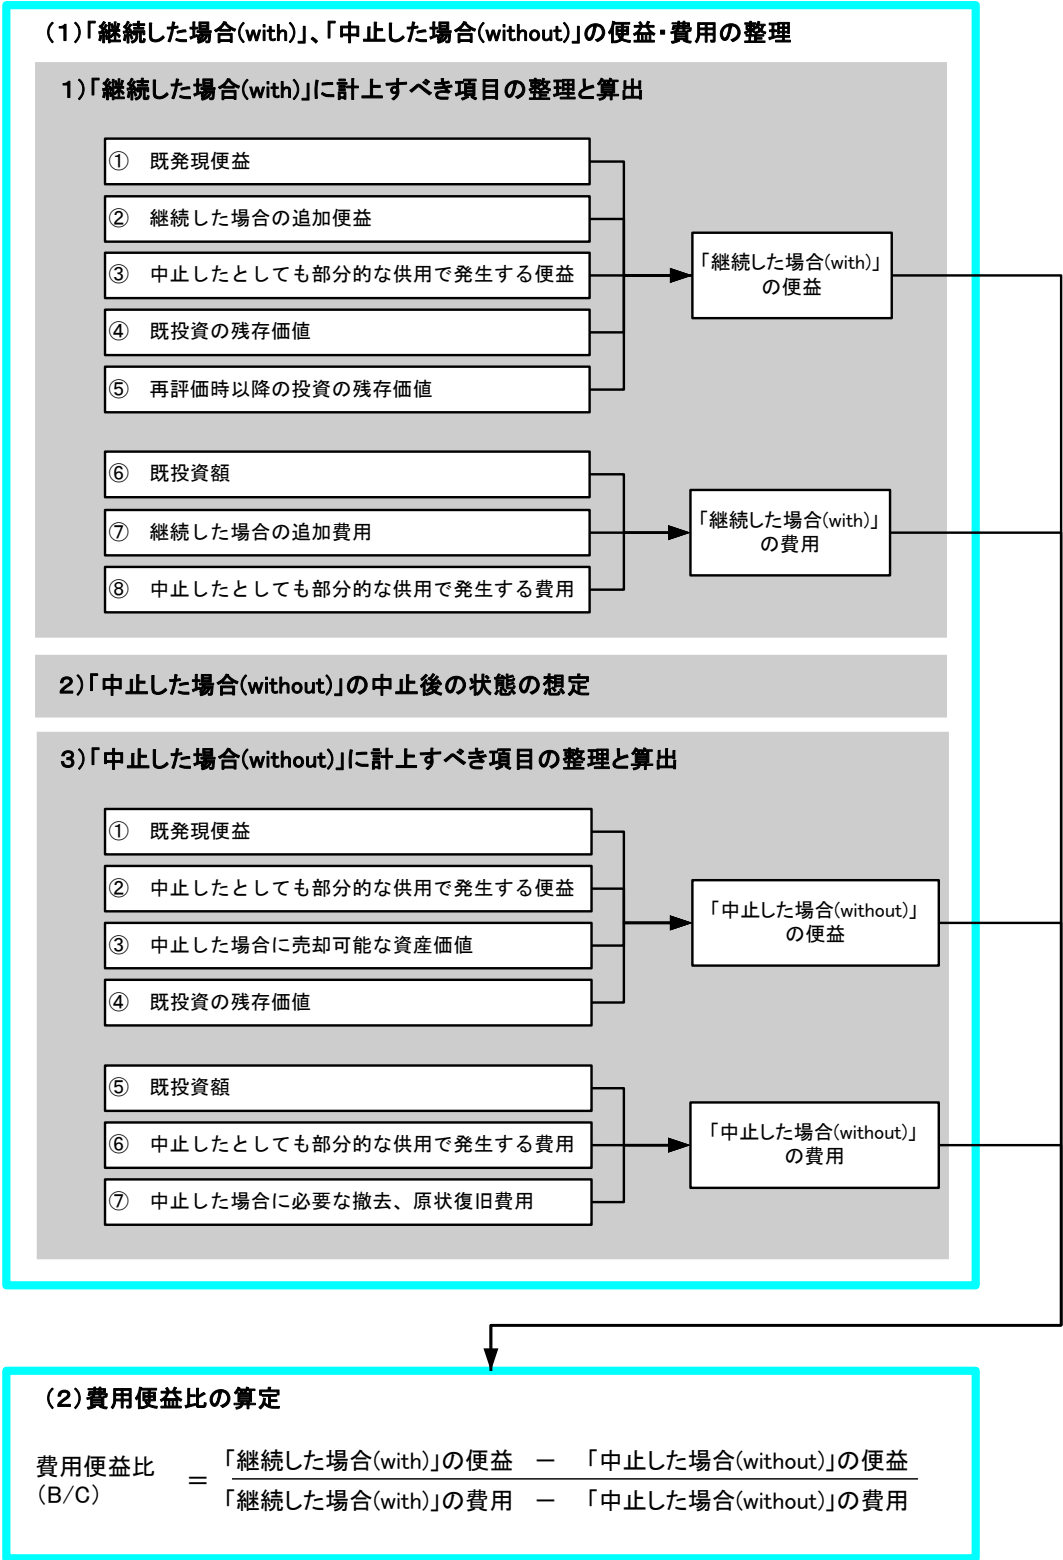 (1)「継続した場合(with)」、「中止した場合(without)」の便益・費用の整理
1)「継続した場合(with)」に計上すべき項目の整理と算出
① 既発現便益
② 継続した場合の追加便益
③ 中止したとしても部分的な供用で発生する便益
④ 既投資の残存価値
⑤ 再評価時以降の投資の残存価値
「継続した場合(with)」
の便益
⑥ 既投資額
⑦ 継続した場合の追加費用
⑧ 中止したとしても部分的な供用で発生する費用
「継続した場合(with)」
の費用
2)「中止した場合(without)」の中止後の状態の想定
3)「中止した場合(without)」に計上すべき項目の整理と算出
① 既発現便益
② 中止したとしても部分的な供用で発生する便益
③ 中止した場合に売却可能な資産価値
④ 既投資の残存価値
「中止した場合(without)」
の便益
⑤ 既投資額
⑥ 中止したとしても部分的な供用で発生する費用
⑦ 中止した場合に必要な撤去、原状復旧費用
「中止した場合(without)」
の費用
(2)費用便益比の算定
費用便益比
(B/C)
=
「継続した場合(with)」の便益 － 「中止した場合(without)」の便益
「継続した場合(with)」の費用 － 「中止した場合(without)」の費用